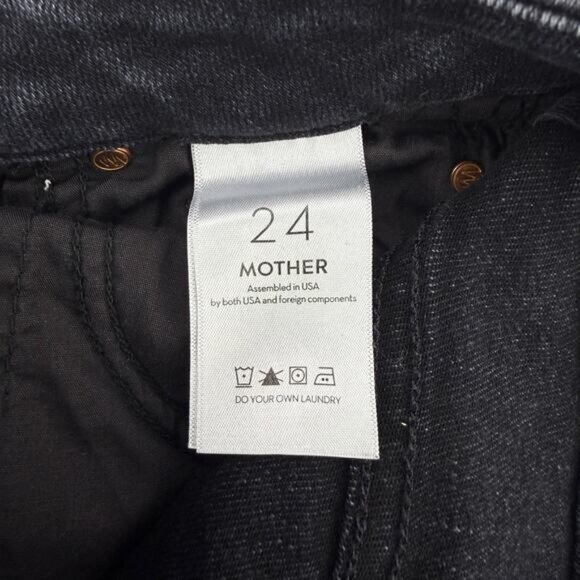 24
MOTHER
Assembled in USA
by both USA and foreign components
DO YOUR OWN LAUNDRY